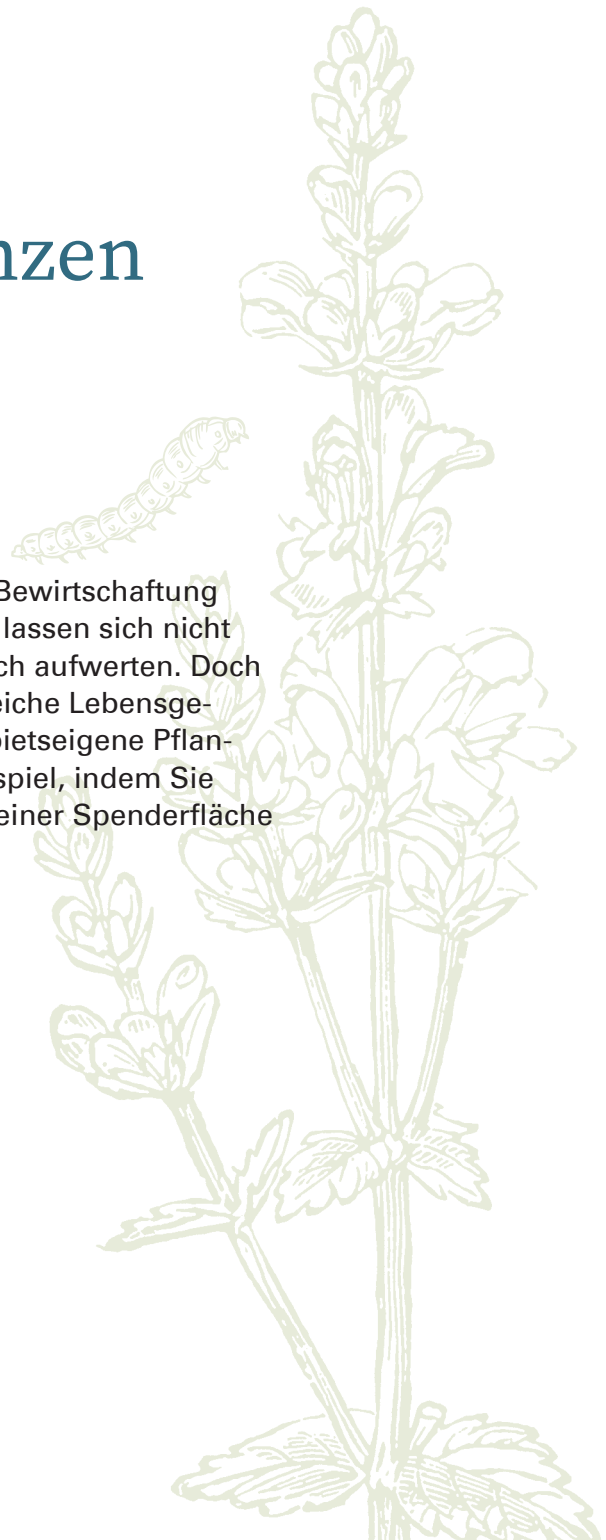 nzen
Bewirtschaftung
lassen sich nicht
ch aufwerten. Doch
eiche Lebensge-
bietseigene Pflan-
spiel, indem Sie
einer Spenderfläche